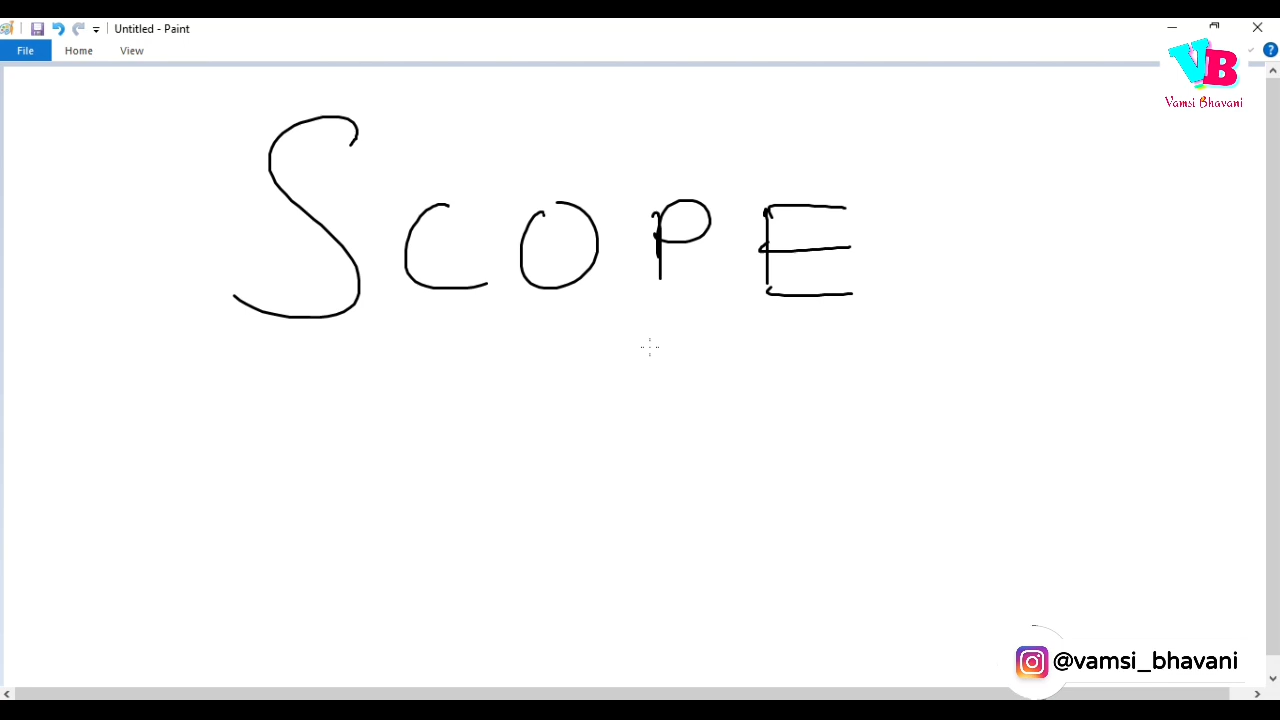 Untitled - Paint
File Home View
VB
Vamsi Bhavani
SCOPE
@vamsi_bhavani